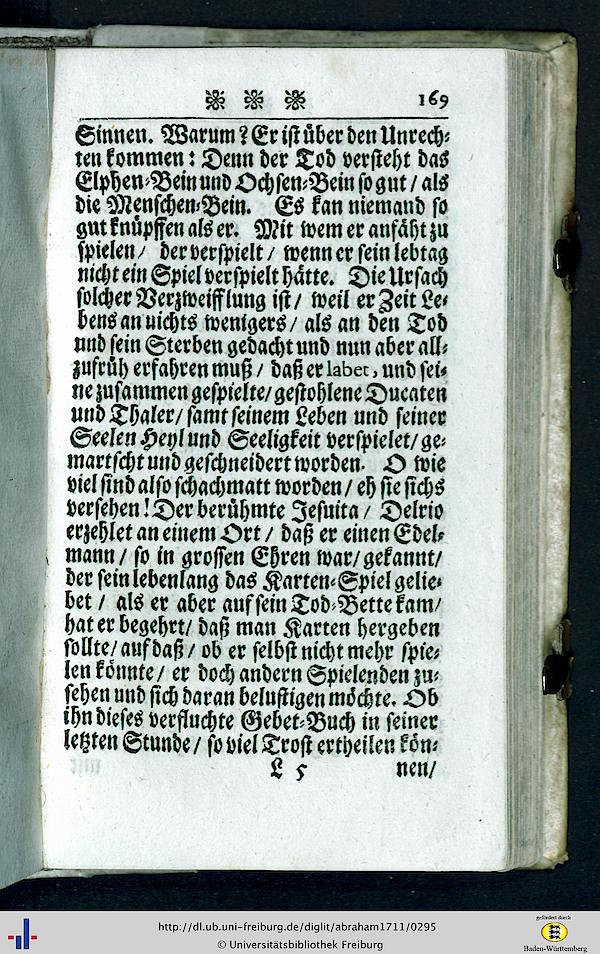 169
Sinnen. Warum? Er ist über den Unrech⸗
ten kommen: Denn der Tod versteht das
Elphen⸗Bein und Ochsen⸗Bein so gut / als
die Menschen⸗Bein. Es kan niemand so
gut knüpffen als er. Mit wem er anfäht zu
spielen / der verspielt / wenn er sein lebtag
nicht ein Spiel verspielt hätte. Die Ursach
solcher Verzweifflung ist / weil er Zeit Le⸗
bens an nichts wenigers / als an den Tod
und sein Sterben gedacht und nun aber all⸗
zufrüh erfahren muß / daß er labet, und sei⸗
ne zusammen gespielte / gestohlene Ducaten
und Thaler / samt seinem Leben und seiner
Seelen Heyl und Seeligkeit verspielet / ge⸗
martscht und geschneidert worden. O wie
viel sind also schachmatt worden / eh sie sichs
versehen! Der berühmte Jesuita / Delrio
erzehlet an einem Ort / daß er einen Edel⸗
mann / so in grossen Ehren war / gekannt /
der sein lebenlang das Karten⸗Spiel gelie⸗
bet / als er aber auf sein Tod⸗Bette kam /
hat er begehrt / daß man Karten hergeben
sollte / auf daß / ob er selbst nicht mehr spie⸗
len könnte / er doch andern Spielenden zu⸗
sehen und sich daran belustigen möchte. Ob
ihn dieses verfluchte Gebet⸗Buch in seiner
letzten Stunde / so viel Trost ertheilen kön⸗
L 5 nen /
http://dl.ub.uni-freiburg.de/diglit/abraham1711/0295
© Universitätsbibliothek Freiburg
gefördert durch
Baden-Württemberg